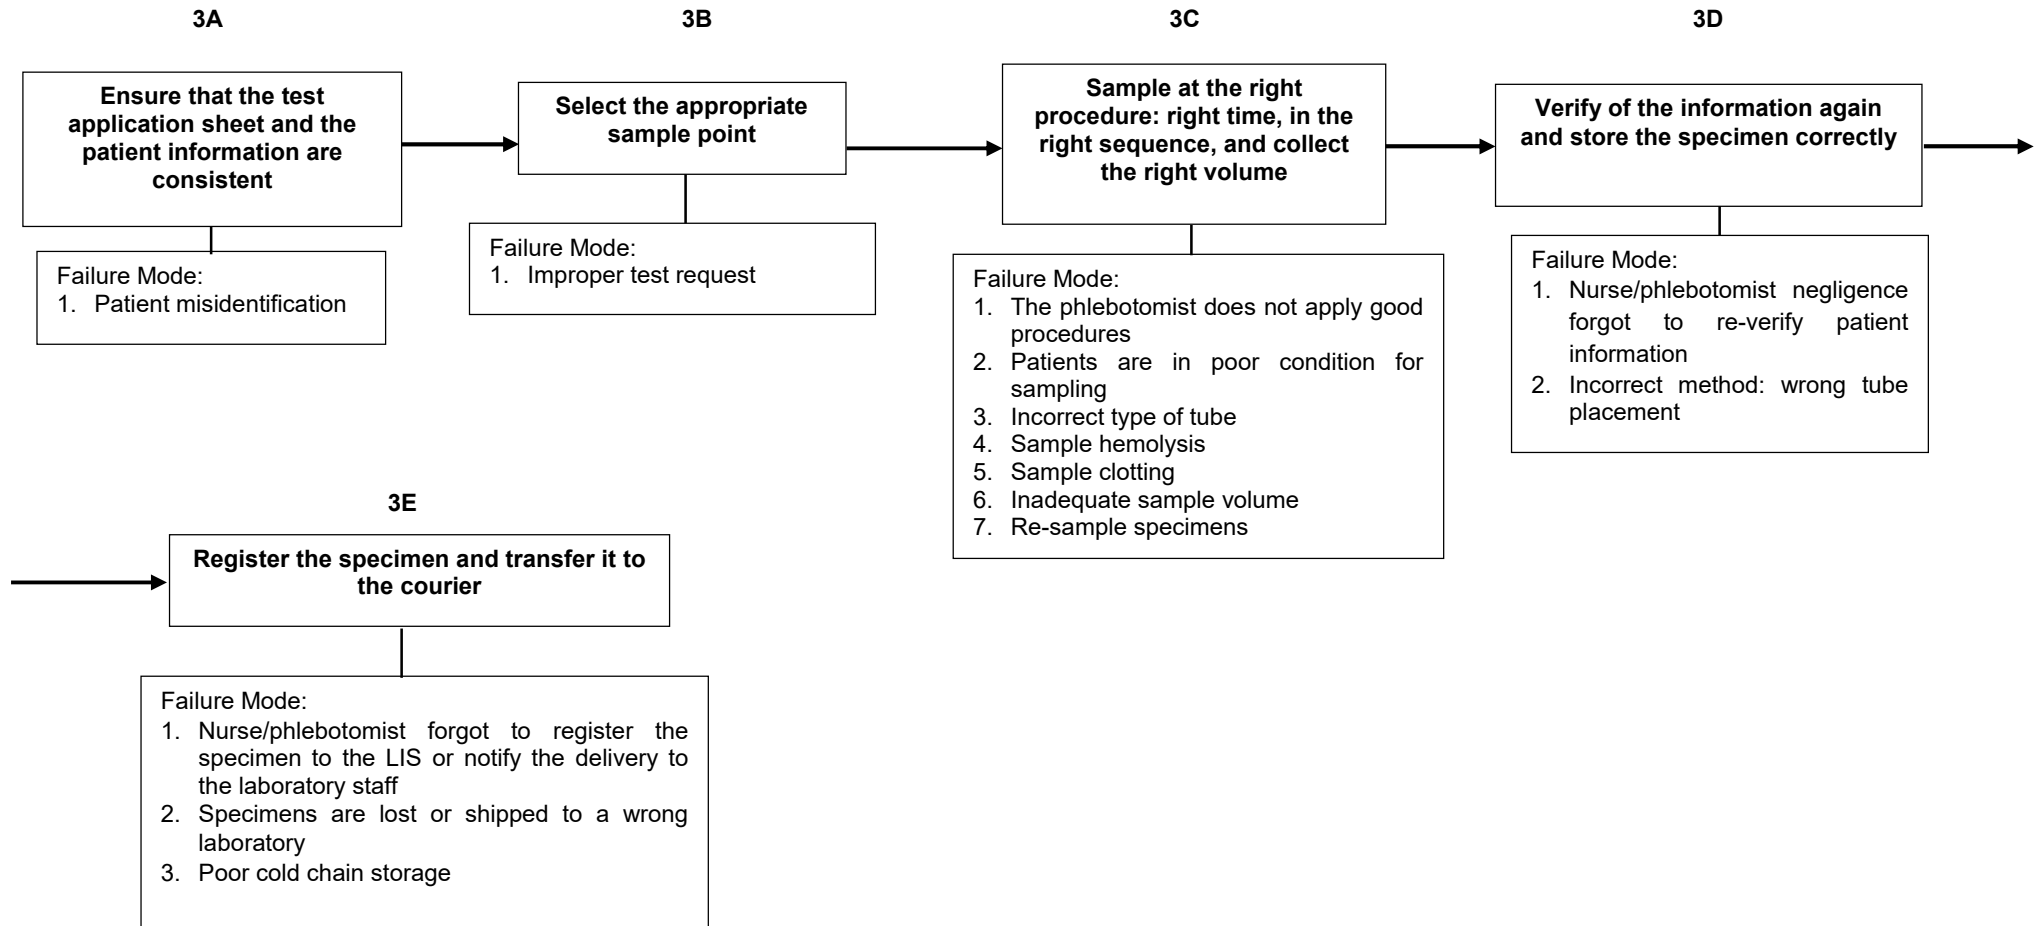 3A
3B
3C
3D
Ensure that the test
application sheet and the
patient information are
consistent
Select the appropriate
sample point
Sample at the right
procedure: right time, in the
right sequence, and collect
the right volume
Verify of the information again
and store the specimen correctly
Failure Mode:
1. Patient misidentification
Failure Mode:
1. Improper test request
Failure Mode:
1. The phlebotomist does not apply good
procedures
2. Patients are in poor condition for
sampling
3. Incorrect type of tube
4. Sample hemolysis
5. Sample clotting
6. Inadequate sample volume
7. Re-sample specimens
Failure Mode:
1. Nurse/phlebotomist negligence
forgot to re-verify patient
information
2. Incorrect method: wrong tube
placement
3E
Register the specimen and transfer it to
the courier
Failure Mode:
1. Nurse/phlebotomist forgot to register the
specimen to the LIS or notify the delivery to
the laboratory staff
2. Specimens are lost or shipped to a wrong
laboratory
3. Poor cold chain storage